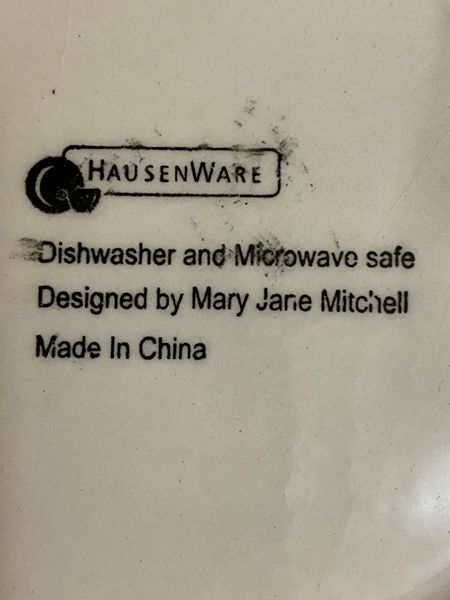 HAUSENWARE
Dishwasher and Microwave safe
Designed by Mary Jane Mitchell
Made In China